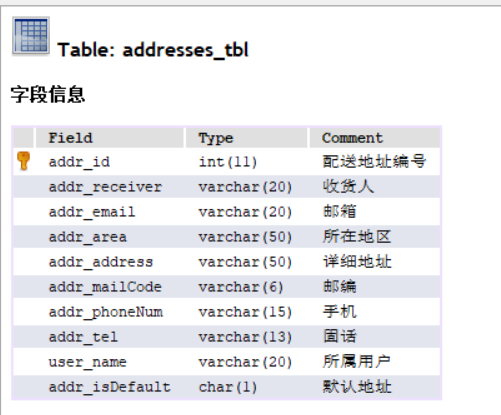 Table: addresses_tbl
字段信息
Field Type Comment
addr_id int(11) 配送地址编号
addr_receiver varchar(20) 收货人
addr_email varchar(20) 邮箱
addr_area varchar(50) 所在地区
addr_address varchar(50) 详细地址
addr_mailCode varchar(6) 邮编
addr_phoneNum varchar(15) 手机
addr_tel varchar(13) 固话
user_name varchar(20) 所属用户
addr_isDefault char(1) 默认地址